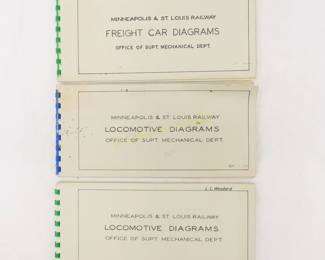 MINNEAPOLIS & ST. LOUIS RAILWAY
FREIGHT CAR DIAGRAMS
OFFICE OF SUPT. MECHANICAL DEPT.
MINNEAPOLIS & ST. LOUIS RAILWAY
LOCOMOTIVE DIAGRAMS
OFFICE OF SUPT. MECHANICAL DEPT.
MINNEAPOLIS & ST. LOUIS RAILWAY
LOCOMOTIVE DIAGRAMS
OFFICE OF SUPT. MECHANICAL DEPT.